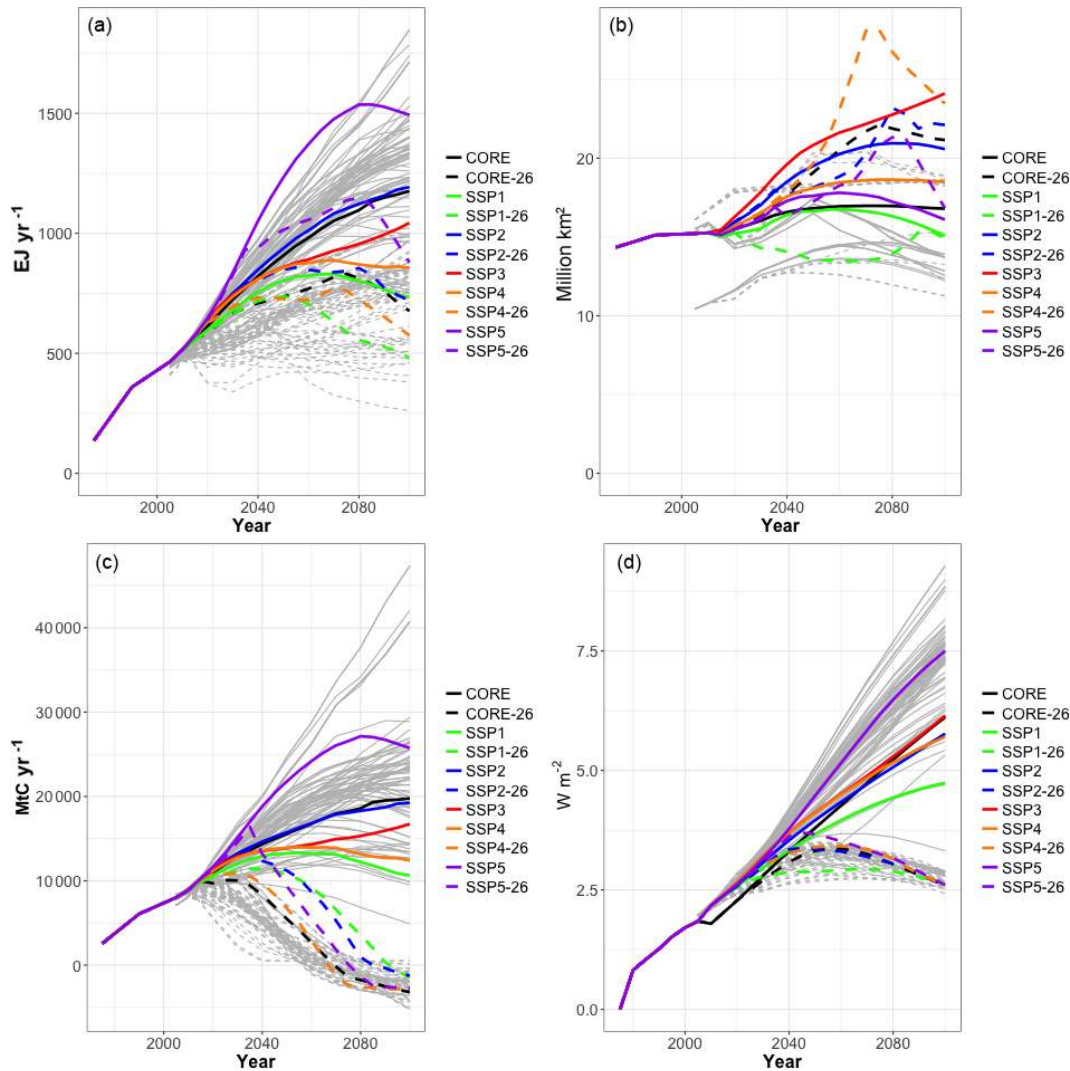 (a)
EJ yr⁻¹
1500
1000
500
0
2000 2040 2080
Year
CORE
CORE-26
SSP1
SSP1-26
SSP2
SSP2-26
SSP3
SSP4
SSP4-26
SSP5
SSP5-26
(b)
Million km²
20
10
0
2000 2040 2080
Year
CORE
CORE-26
SSP1
SSP1-26
SSP2
SSP2-26
SSP3
SSP4
SSP4-26
SSP5
SSP5-26
(c)
MtC yr⁻¹
40 000
30 000
20 000
10 000
0
2000 2040 2080
Year
CORE
CORE-26
SSP1
SSP1-26
SSP2
SSP2-26
SSP3
SSP4
SSP4-26
SSP5
SSP5-26
(d)
W m⁻²
7.5
5.0
2.5
0.0
2000 2040 2080
Year
CORE
CORE-26
SSP1
SSP1-26
SSP2
SSP2-26
SSP3
SSP4
SSP4-26
SSP5
SSP5-26